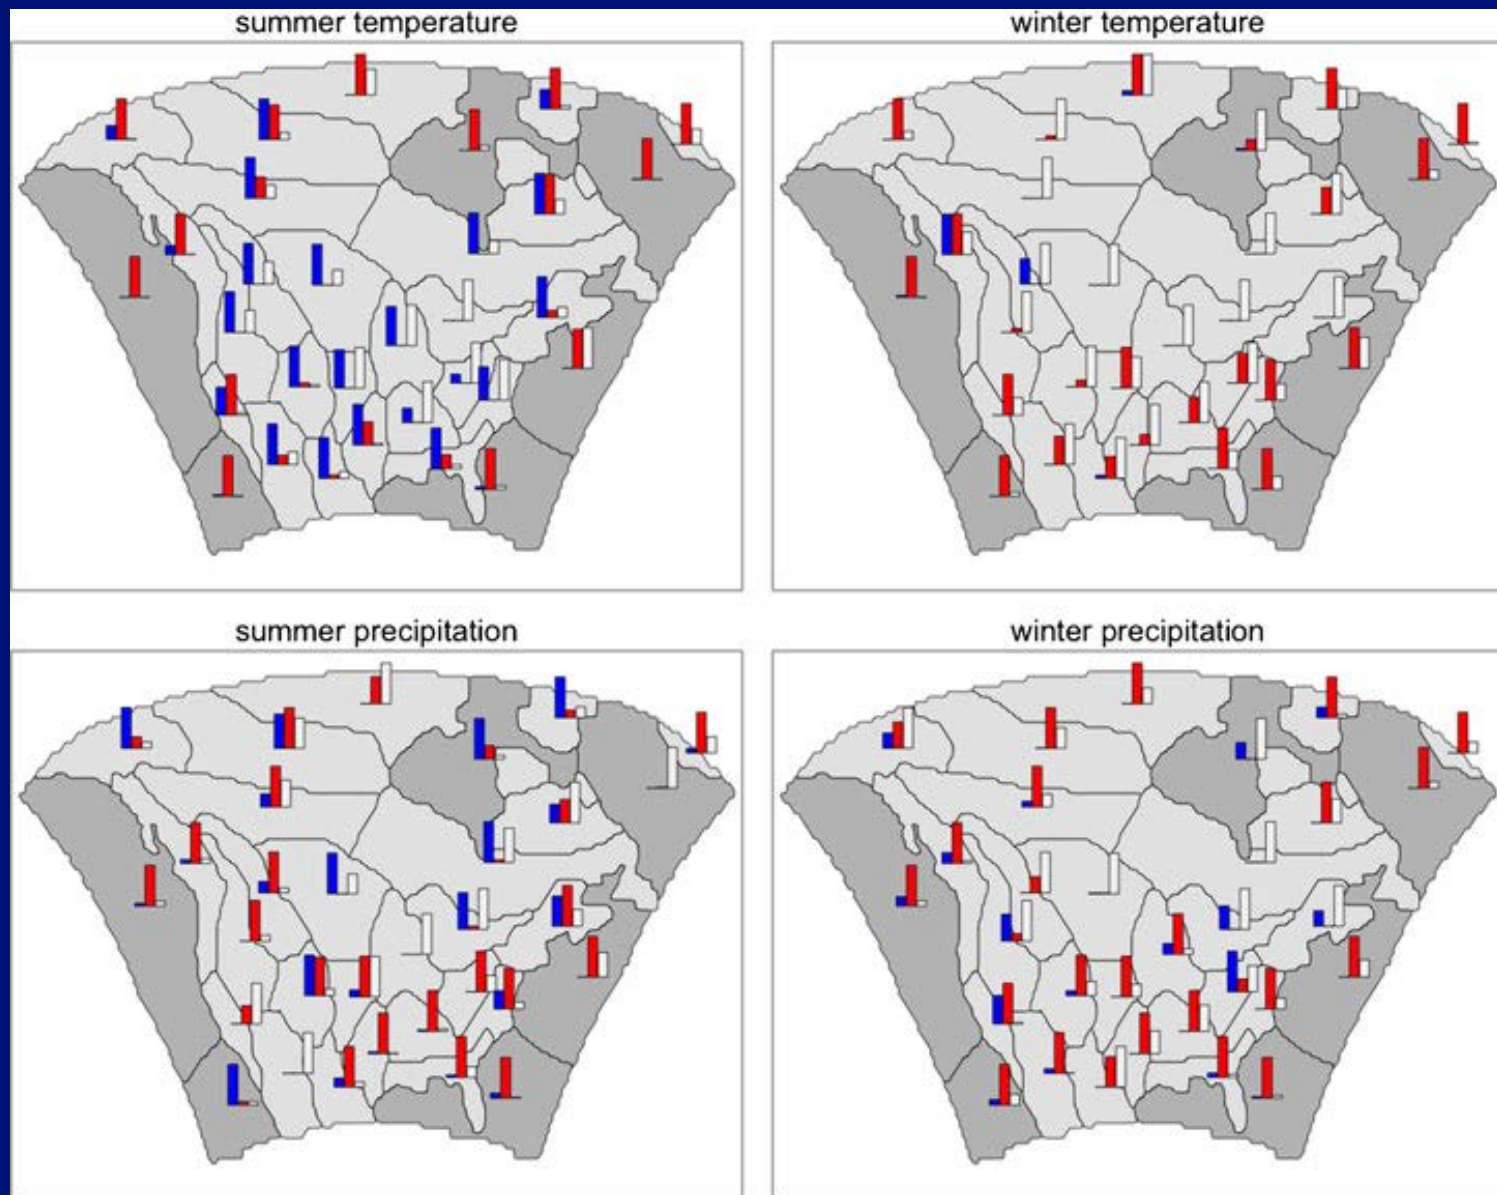 summer temperature
winter temperature
summer precipitation
winter precipitation